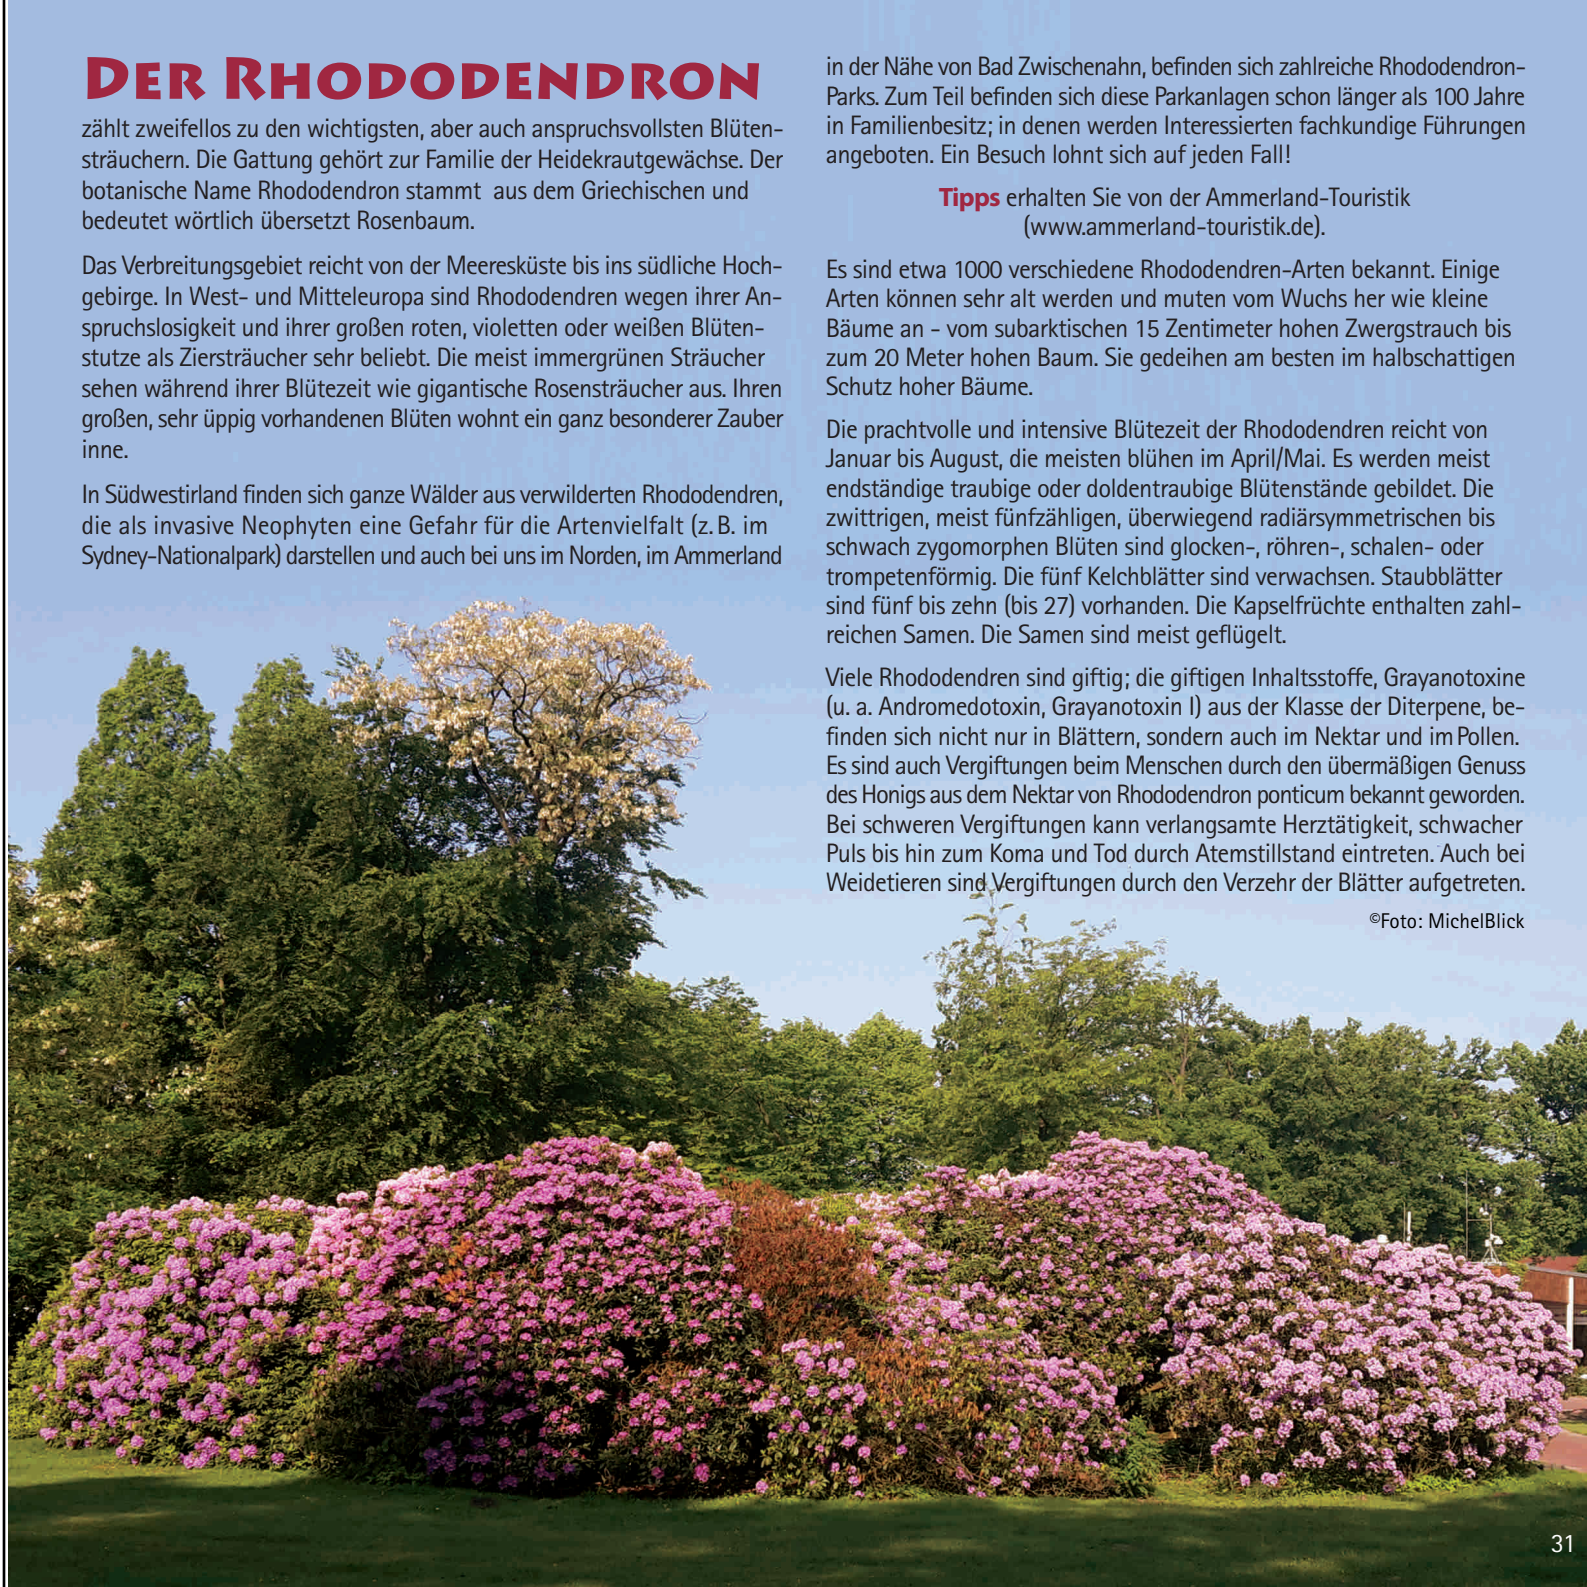 Der Rhododendron
zählt zweifellos zu den wichtigsten, aber auch anspruchsvollsten Blüten-
sträuchern. Die Gattung gehört zur Familie der Heidekrautgewächse. Der
botanische Name Rhododendron stammt aus dem Griechischen und
bedeutet wörtlich übersetzt Rosenbaum.
Das Verbreitungsgebiet reicht von der Meeresküste bis ins südliche Hoch-
gebirge. In West- und Mitteleuropa sind Rhododendren wegen ihrer An-
spruchslosigkeit und ihrer großen roten, violetten oder weißen Blüten-
stutze als Ziersträucher sehr beliebt. Die meist immergrünen Sträucher
sehen während ihrer Blütezeit wie gigantische Rosensträucher aus. Ihren
großen, sehr üppig vorhandenen Blüten wohnt ein ganz besonderer Zauber
inne.
In Südwestirland finden sich ganze Wälder aus verwilderten Rhododendren,
die als invasive Neophyten eine Gefahr für die Artenvielfalt (z. B. im
Sydney-Nationalpark) darstellen und auch bei uns im Norden, im Ammerland
in der Nähe von Bad Zwischenahn, befinden sich zahlreiche Rhododendron-
Parks. Zum Teil befinden sich diese Parkanlagen schon länger als 100 Jahre
in Familienbesitz; in denen werden Interessierten fachkundige Führungen
angeboten. Ein Besuch lohnt sich auf jeden Fall!
Tipps erhalten Sie von der Ammerland-Touristik
(www.ammerland-touristik.de).
Es sind etwa 1000 verschiedene Rhododendren-Arten bekannt. Einige
Arten können sehr alt werden und muten vom Wuchs her wie kleine
Bäume an - vom subarktischen 15 Zentimeter hohen Zwergstrauch bis
zum 20 Meter hohen Baum. Sie gedeihen am besten im halbschattigen
Schutz hoher Bäume.
Die prachtvolle und intensive Blütezeit der Rhododendren reicht von
Januar bis August, die meisten blühen im April/Mai. Es werden meist
endständige traubige oder doldentraubige Blütenstände gebildet. Die
zwittrigen, meist fünfzähligen, überwiegend radiärsymmetrischen bis
schwach zygomorphen Blüten sind glocken-, röhren-, schalen- oder
trompetenförmig. Die fünf Kelchblätter sind verwachsen. Staubblätter
sind fünf bis zehn (bis 27) vorhanden. Die Kapselfrüchte enthalten zahl-
reichen Samen. Die Samen sind meist geflügelt.
Viele Rhododendren sind giftig; die giftigen Inhaltsstoffe, Grayanotoxine
(u. a. Andromedotoxin, Grayanotoxin I) aus der Klasse der Diterpene, be-
finden sich nicht nur in Blättern, sondern auch im Nektar und im Pollen.
Es sind auch Vergiftungen beim Menschen durch den übermäßigen Genuss
des Honigs aus dem Nektar von Rhododendron ponticum bekannt geworden.
Bei schweren Vergiftungen kann verlangsamte Herztätigkeit, schwacher
Puls bis hin zum Koma und Tod durch Atemstillstand eintreten. Auch bei
Weidetieren sind Vergiftungen durch den Verzehr der Blätter aufgetreten.
©Foto: MichelBlick
31